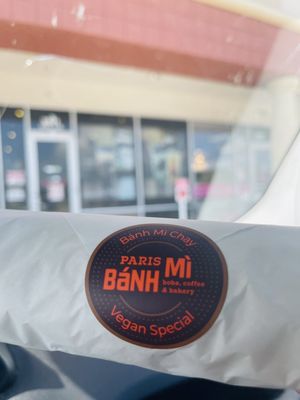 Bánh Mì Chay
PARIS
BáNH Mì
boba, coffee
& bakery
Vegan Special